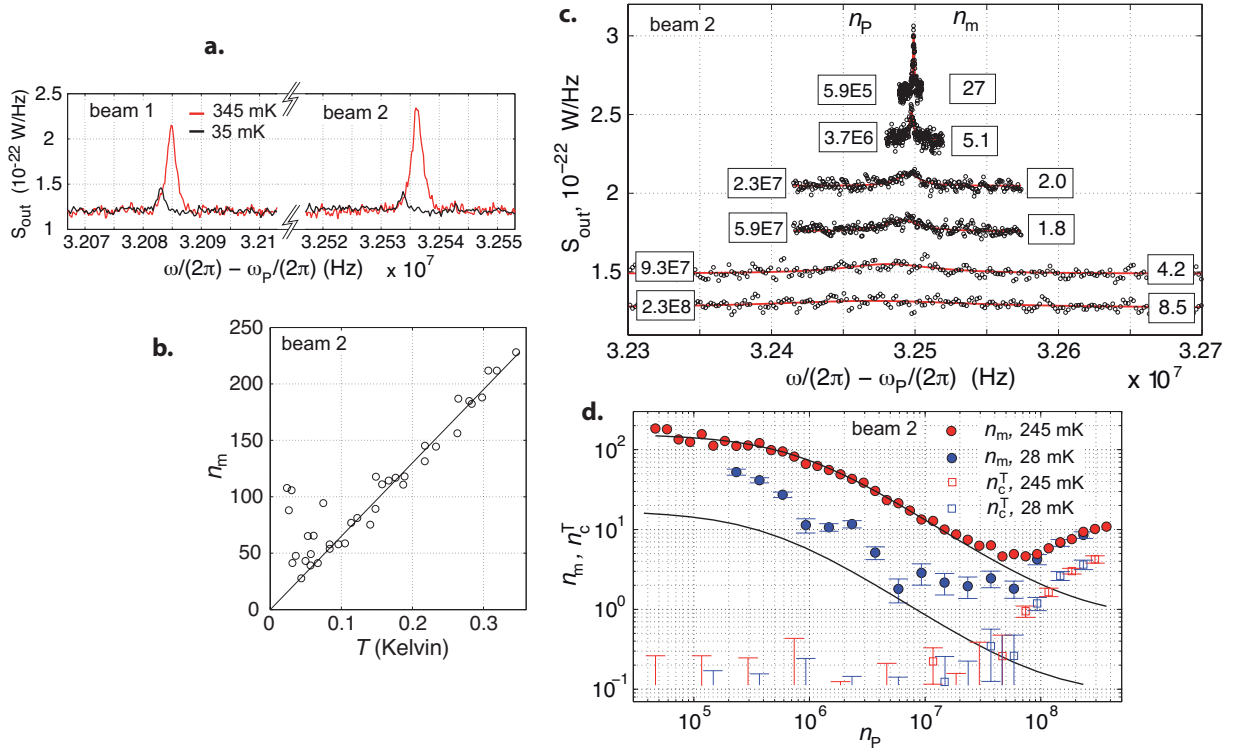 a.
beam 1
345 mK
35 mK
beam 2
2.5
2
1.5
1
S_out (10^-22 W/Hz)
3.207 3.208 3.209 3.21 3.252 3.253 3.254 3.255
ω/(2π) − ω_P/(2π) (Hz) x 10^7
b.
beam 2
250
200
150
100
50
0
n_m
0 0.1 0.2 0.3
T (Kelvin)
c.
beam 2
n_P n_m
5.9E5 27
3.7E6 5.1
2.3E7 2.0
5.9E7 1.8
9.3E7 4.2
2.3E8 8.5
3
2.5
2
1.5
S_out, 10^-22 W/Hz
3.23 3.24 3.25 3.26 3.27
ω/(2π) − ω_P/(2π) (Hz) x 10^7
d.
beam 2
n_m, 245 mK
n_m, 28 mK
n_c^T, 245 mK
n_c^T, 28 mK
10^2
10^1
10^0
10^-1
n_m, n_c^T
10^5 10^6 10^7 10^8
n_P